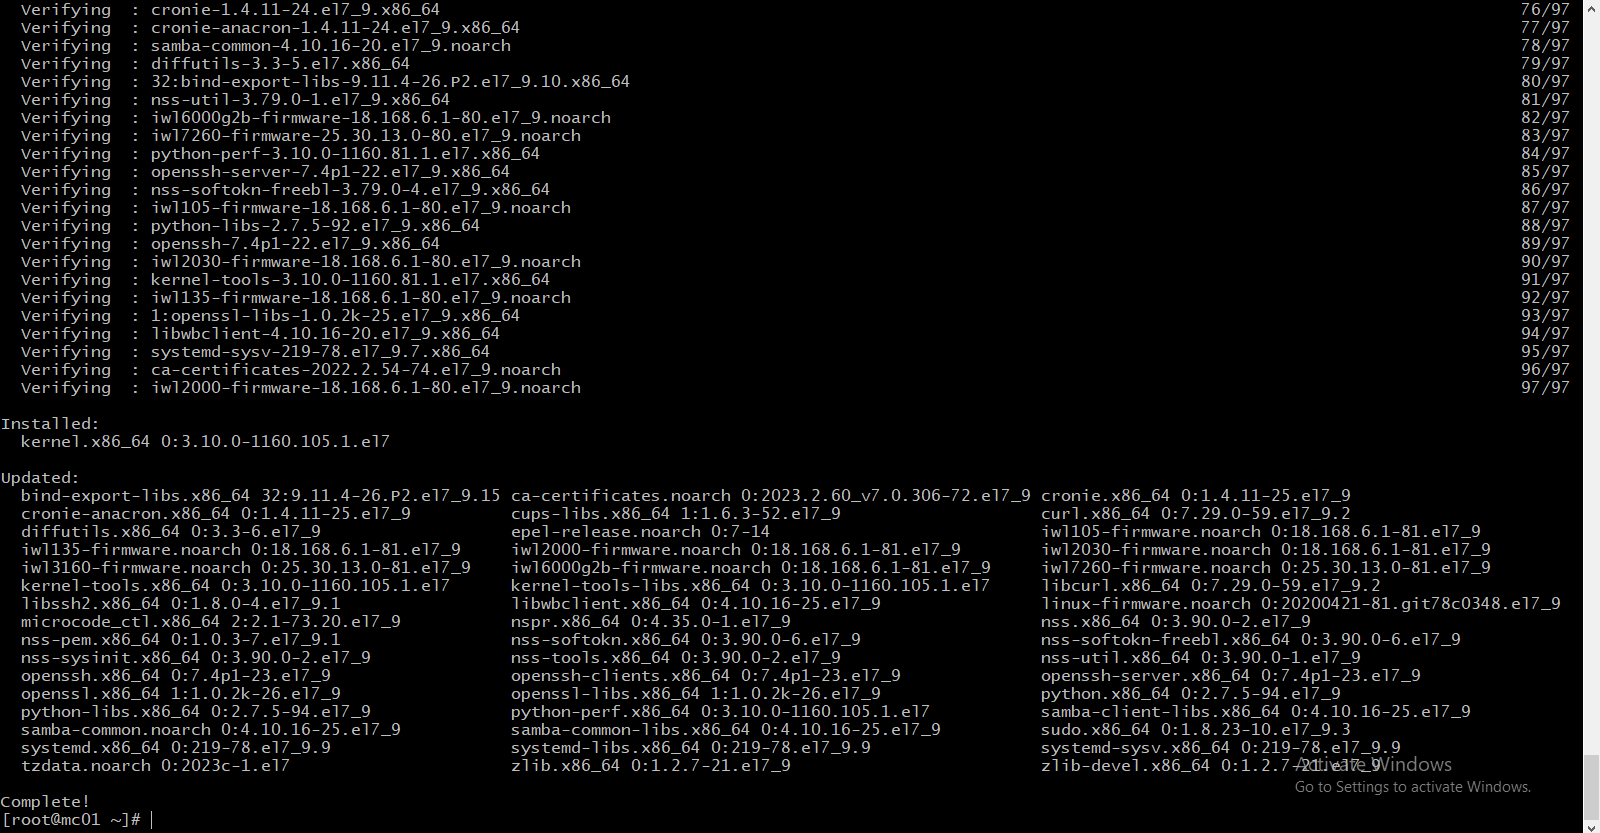 Verifying : cronie-1.4.11-24.el7_9.x86_64 76/97
Verifying : cronie-anacron-1.4.11-24.el7_9.x86_64 77/97
Verifying : samba-common-4.10.16-20.el7_9.noarch 78/97
Verifying : diffutils-3.3-5.el7.x86_64 79/97
Verifying : 32:bind-export-libs-9.11.4-26.P2.el7_9.10.x86_64 80/97
Verifying : nss-util-3.79.0-1.el7_9.x86_64 81/97
Verifying : iwl6000g2b-firmware-18.168.6.1-80.el7_9.noarch 82/97
Verifying : iwl7260-firmware-25.30.13.0-80.el7_9.noarch 83/97
Verifying : python-perf-3.10.0-1160.81.1.el7.x86_64 84/97
Verifying : openssh-server-7.4p1-22.el7_9.x86_64 85/97
Verifying : nss-softokn-freebl-3.79.0-4.el7_9.x86_64 86/97
Verifying : iwl105-firmware-18.168.6.1-80.el7_9.noarch 87/97
Verifying : python-libs-2.7.5-92.el7_9.x86_64 88/97
Verifying : openssh-7.4p1-22.el7_9.x86_64 89/97
Verifying : iwl2030-firmware-18.168.6.1-80.el7_9.noarch 90/97
Verifying : kernel-tools-3.10.0-1160.81.1.el7.x86_64 91/97
Verifying : iwl135-firmware-18.168.6.1-80.el7_9.noarch 92/97
Verifying : 1:openssl-libs-1.0.2k-25.el7_9.x86_64 93/97
Verifying : libwbclient-4.10.16-20.el7_9.x86_64 94/97
Verifying : systemd-sysv-219-78.el7_9.7.x86_64 95/97
Verifying : ca-certificates-2022.2.54-74.el7_9.noarch 96/97
Verifying : iwl2000-firmware-18.168.6.1-80.el7_9.noarch 97/97
Installed:
kernel.x86_64 0:3.10.0-1160.105.1.el7
Updated:
bind-export-libs.x86_64 32:9.11.4-26.P2.el7_9.15 ca-certificates.noarch 0:2023.2.60_v7.0.306-72.el7_9 cronie.x86_64 0:1.4.11-25.el7_9
cronie-anacron.x86_64 0:1.4.11-25.el7_9 cups-libs.x86_64 1:1.6.3-52.el7_9 curl.x86_64 0:7.29.0-59.el7_9.2
diffutils.x86_64 0:3.3-6.el7_9 epel-release.noarch 0:7-14 iwl105-firmware.noarch 0:18.168.6.1-81.el7_9
iwl135-firmware.noarch 0:18.168.6.1-81.el7_9 iwl2000-firmware.noarch 0:18.168.6.1-81.el7_9 iwl2030-firmware.noarch 0:18.168.6.1-81.el7_9
iwl3160-firmware.noarch 0:25.30.13.0-81.el7_9 iwl6000g2b-firmware.noarch 0:18.168.6.1-81.el7_9 iwl7260-firmware.noarch 0:25.30.13.0-81.el7_9
kernel-tools.x86_64 0:3.10.0-1160.105.1.el7 kernel-tools-libs.x86_64 0:3.10.0-1160.105.1.el7 libcurl.x86_64 0:7.29.0-59.el7_9.2
libssh2.x86_64 0:1.8.0-4.el7_9.1 libwbclient.x86_64 0:4.10.16-25.el7_9 linux-firmware.noarch 0:20200421-81.git78c0348.el7_9
microcode_ctl.x86_64 2:2.1-73.20.el7_9 nspr.x86_64 0:4.35.0-1.el7_9 nss.x86_64 0:3.90.0-2.el7_9
nss-pem.x86_64 0:1.0.3-7.el7_9.1 nss-softokn.x86_64 0:3.90.0-6.el7_9 nss-softokn-freebl.x86_64 0:3.90.0-6.el7_9
nss-sysinit.x86_64 0:3.90.0-2.el7_9 nss-tools.x86_64 0:3.90.0-2.el7_9 nss-util.x86_64 0:3.90.0-1.el7_9
openssh.x86_64 0:7.4p1-23.el7_9 openssh-clients.x86_64 0:7.4p1-23.el7_9 openssh-server.x86_64 0:7.4p1-23.el7_9
openssl.x86_64 1:1.0.2k-26.el7_9 openssl-libs.x86_64 1:1.0.2k-26.el7_9 python.x86_64 0:2.7.5-94.el7_9
python-libs.x86_64 0:2.7.5-94.el7_9 python-perf.x86_64 0:3.10.0-1160.105.1.el7 samba-client-libs.x86_64 0:4.10.16-25.el7_9
samba-common.noarch 0:4.10.16-25.el7_9 samba-common-libs.x86_64 0:4.10.16-25.el7_9 sudo.x86_64 0:1.8.23-10.el7_9.3
systemd.x86_64 0:219-78.el7_9.9 systemd-libs.x86_64 0:219-78.el7_9.9 systemd-sysv.x86_64 0:219-78.el7_9.9
tzdata.noarch 0:2023c-1.el7 zlib.x86_64 0:1.2.7-21.el7_9 zlib-devel.x86_64 0:1.2.7-21.el7_9
Activate Windows
Go to Settings to activate Windows.
Complete!
[root@mc01 ~]#